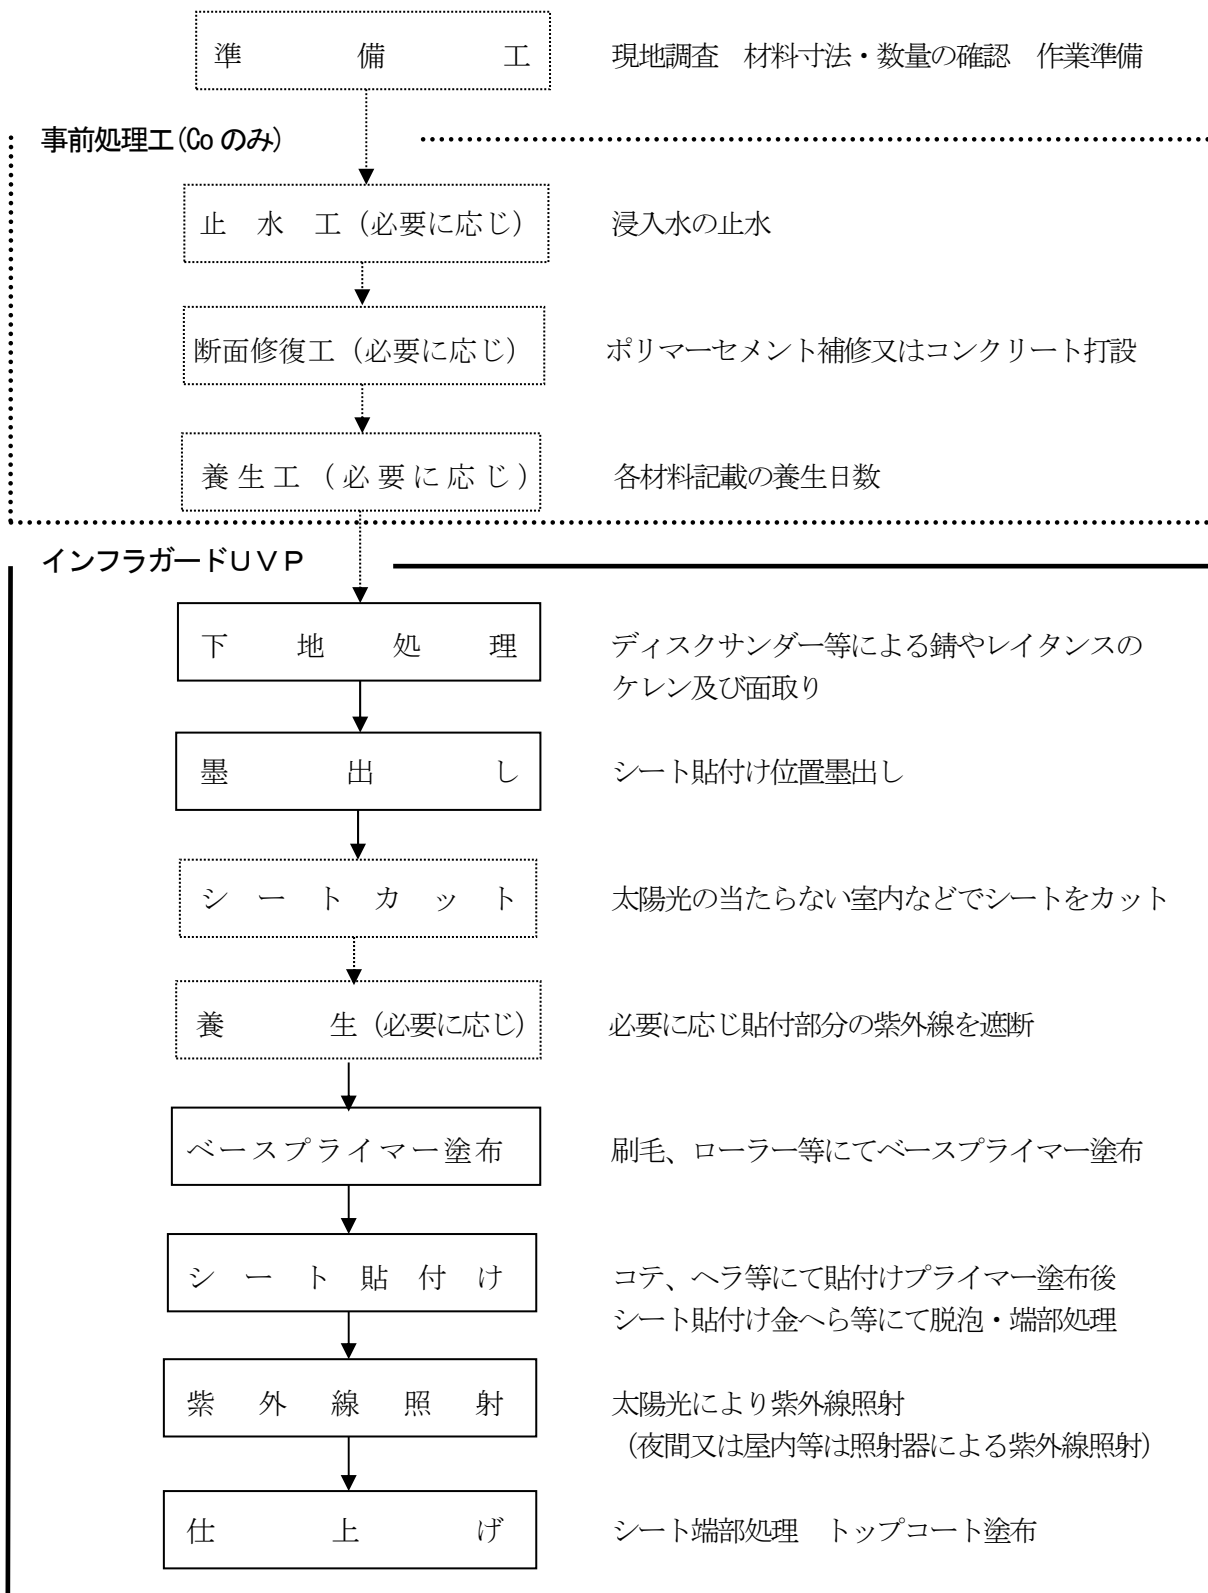 準備工　現地調査　材料寸法・数量の確認　作業準備
事前処理工(Coのみ)
止水工（必要に応じ）　浸入水の止水
断面修復工（必要に応じ）　ポリマーセメント補修又はコンクリート打設
養生工（必要に応じ）　各材料記載の養生日数
インフラガードＵＶＰ
下地処理　ディスクサンダー等による錆やレイタンスの
ケレン及び面取り
墨出し　シート貼付け位置墨出し
シートカット　太陽光の当たらない室内などでシートをカット
養生（必要に応じ）　必要に応じ貼付部分の紫外線を遮断
ベースプライマー塗布　刷毛、ローラー等にてベースプライマー塗布
シート貼付け　コテ、ヘラ等にて貼付けプライマー塗布後
シート貼付け金へら等にて脱泡・端部処理
紫外線照射　太陽光により紫外線照射
（夜間又は屋内等は照射器による紫外線照射）
仕上げ　シート端部処理　トップコート塗布